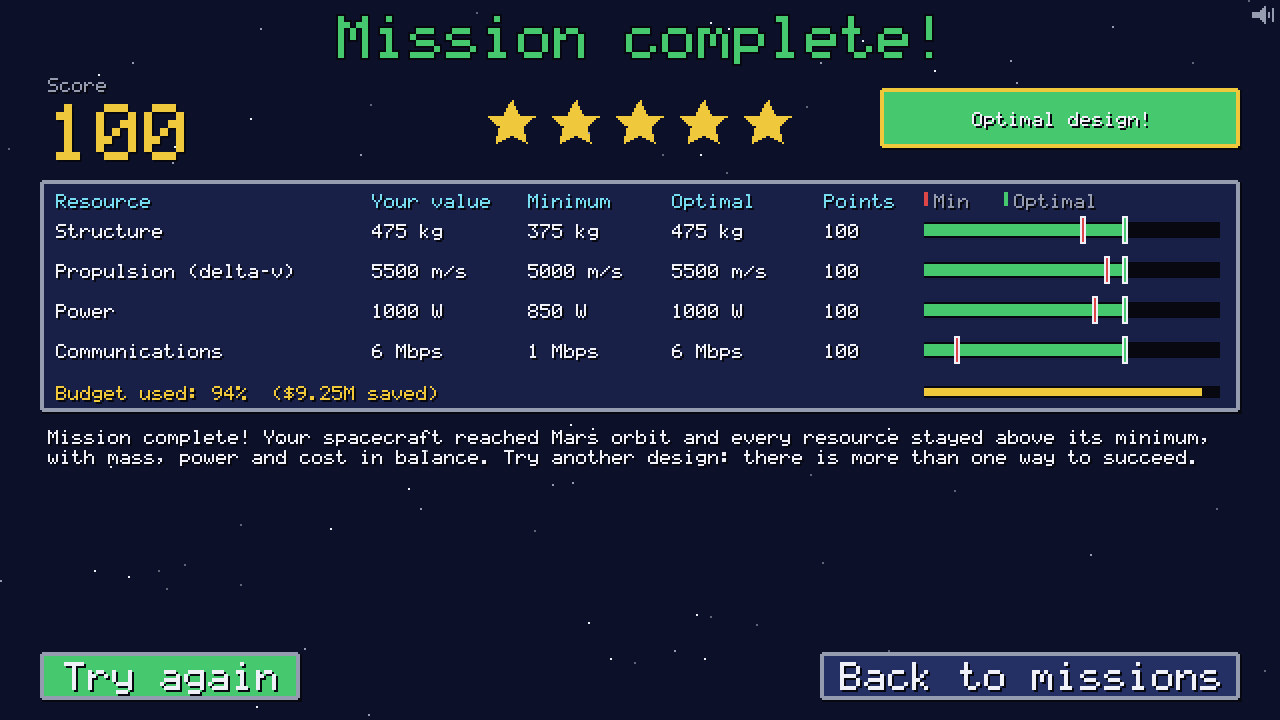 Mission complete!
Score
100
Optimal design!
Resource Your value Minimum Optimal Points Min Optimal
Structure 475 kg 375 kg 475 kg 100
Propulsion (delta-v) 5500 m/s 5000 m/s 5500 m/s 100
Power 1000 W 850 W 1000 W 100
Communications 6 Mbps 1 Mbps 6 Mbps 100
Budget used: 94% ($9.25M saved)
Mission complete! Your spacecraft reached Mars orbit and every resource stayed above its minimum,
with mass, power and cost in balance. Try another design: there is more than one way to succeed.
Try again
Back to missions